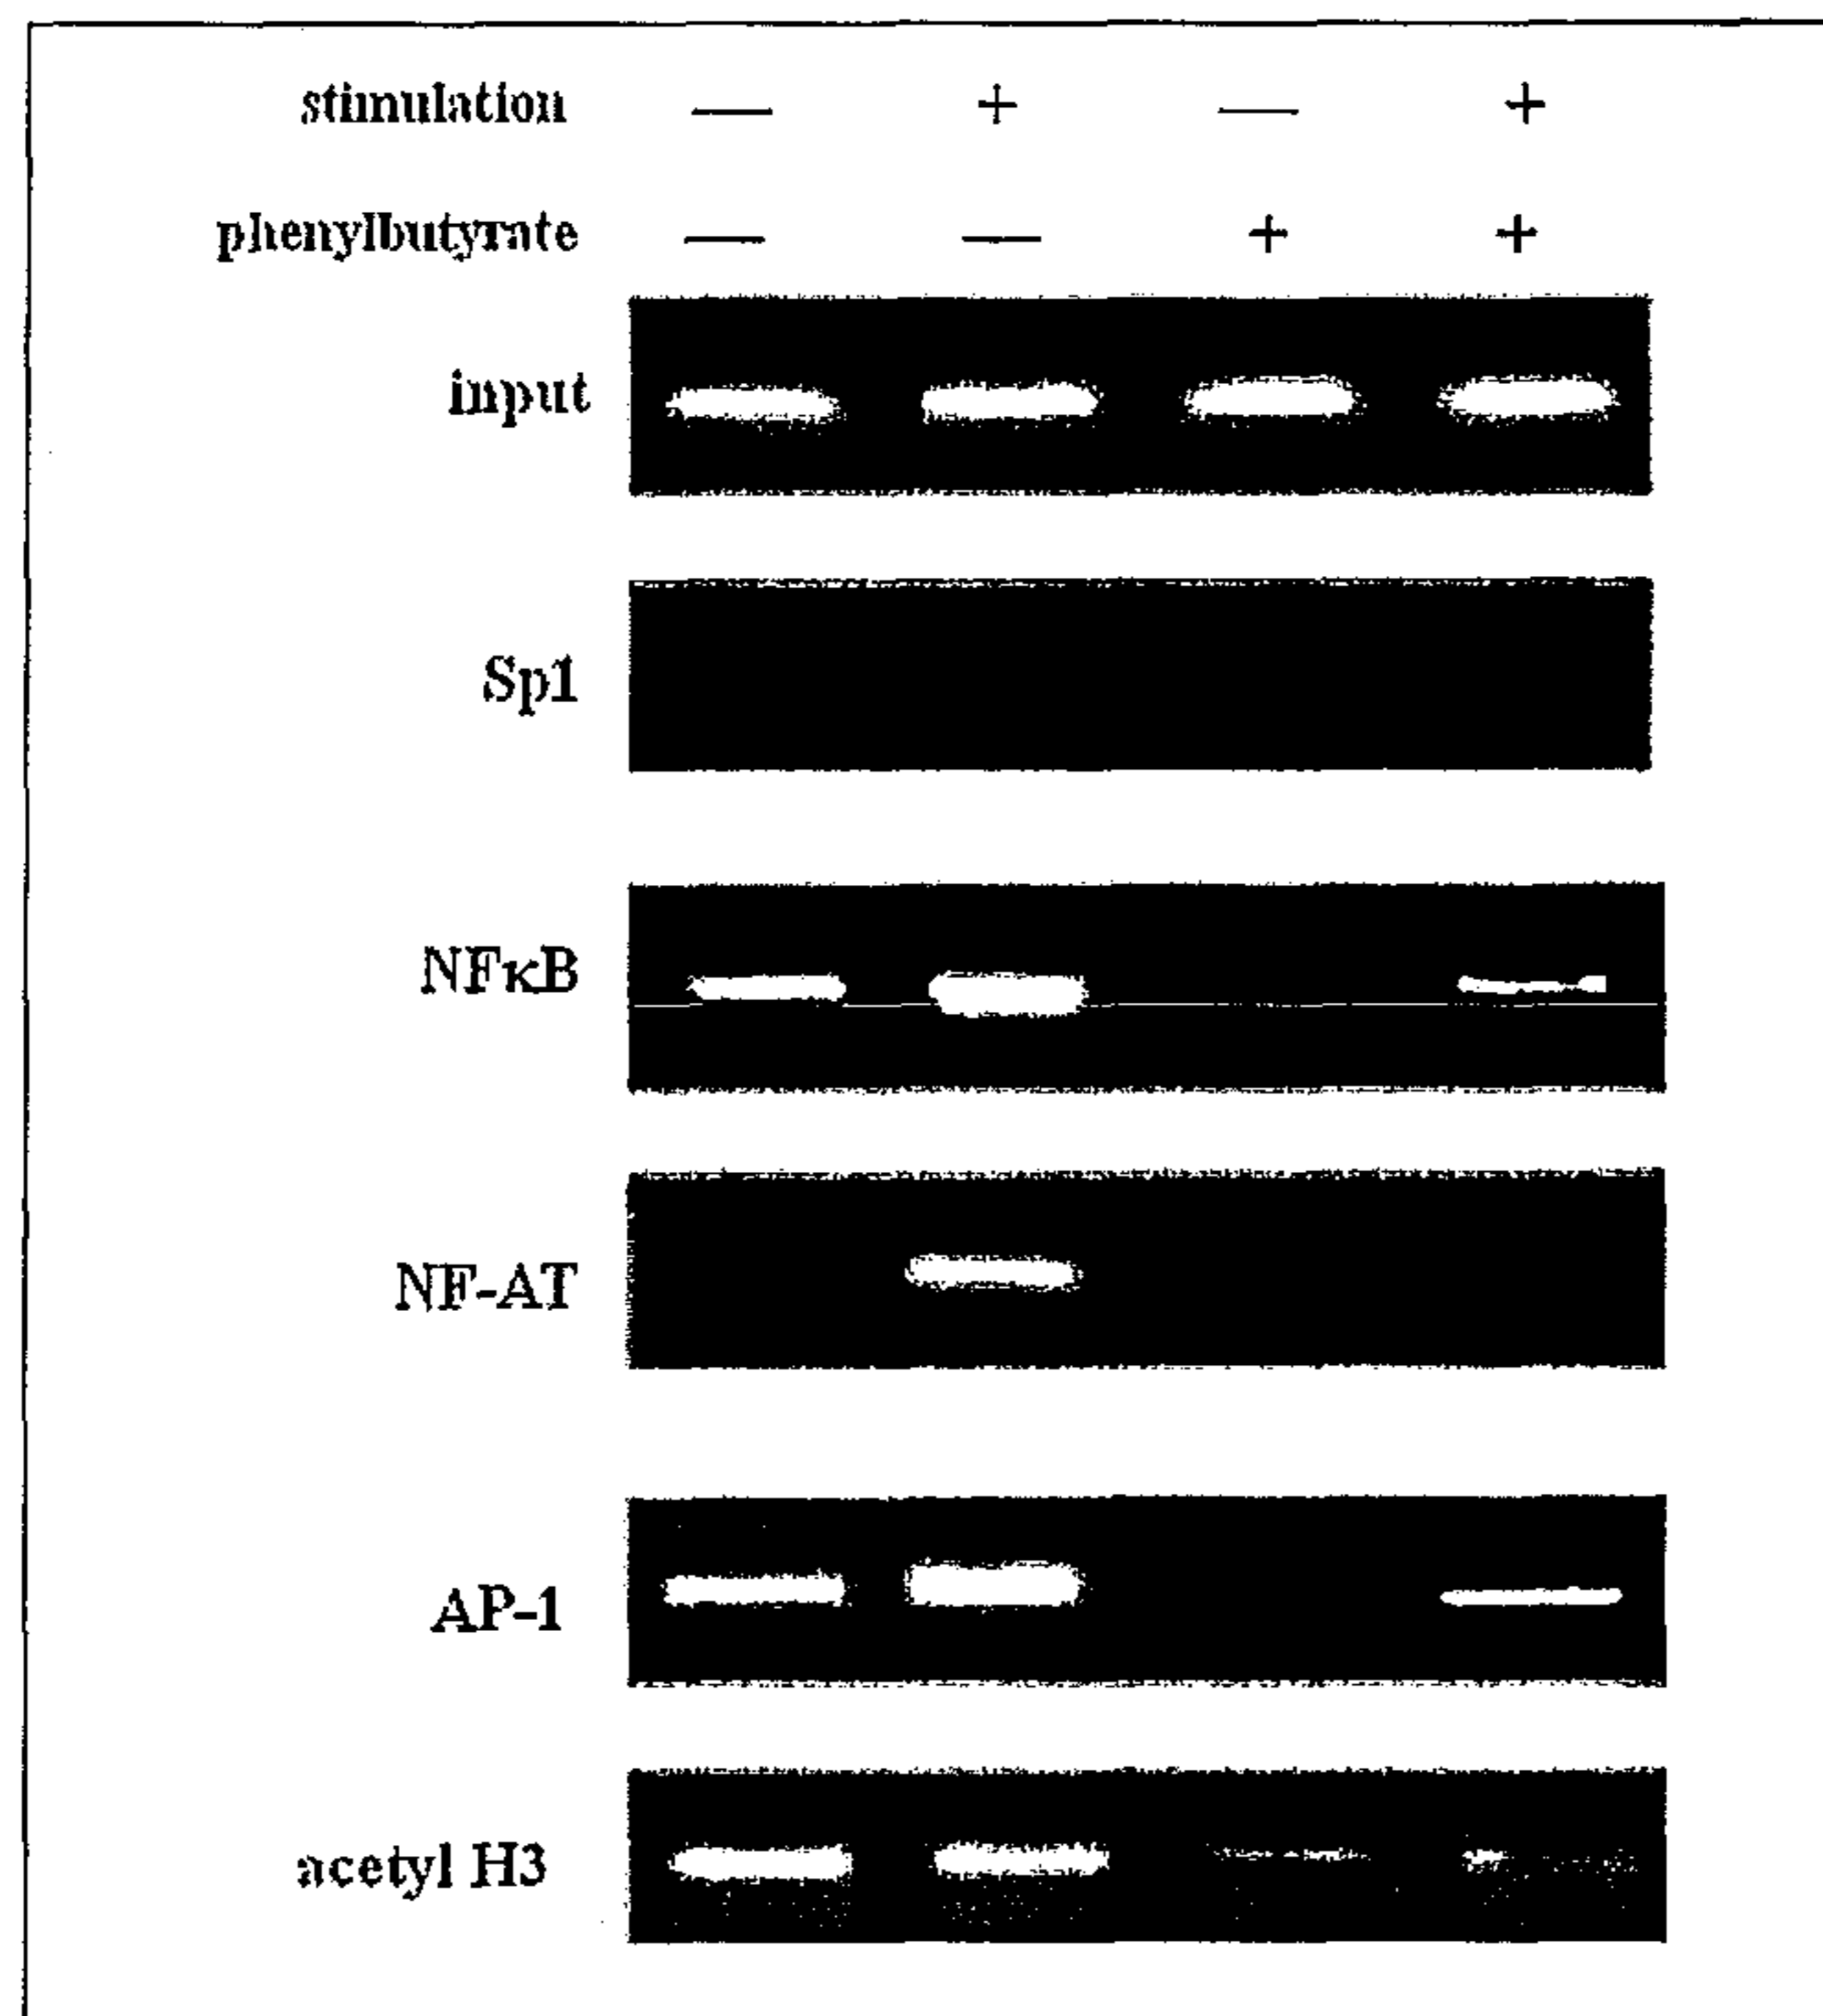 stimulation — + — +
phenylbutyrate — — + +
input
Sp1
NFκB
NF-AT
AP-1
acetyl H3